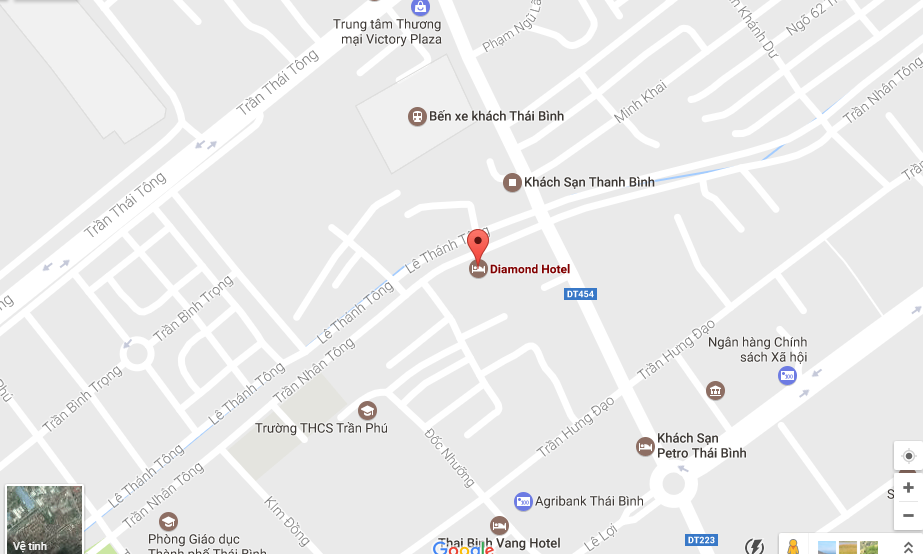 Trung tâm Thương
mại Victory Plaza
Phạm Ngũ Lã
Khánh Dư
Ngõ 62 T
Trần Thái Tông
Bến xe khách Thái Bình
Minh Khai
Trần Nhân Tông
Khách Sạn Thanh Bình
Trần Thái Tông
Lê Thánh Tông
Diamond Hotel
DT454
Trần Bình Trọng
Lê Thánh Tông
Trần Nhân Tông
Trần Hưng Đạo
Ngân hàng Chính
sách Xã hội
Phú
Trần Bình Trọng
Lê Thánh Tông
Trường THCS Trần Phú
Trần Hưng Đạo
Đốc Nhưỡng
Khách Sạn
Petro Thái Bình
Lê Thánh Tông
Trần Nhân Tông
Agribank Thái Bình
Kim Đồng
Lê Lợi
DT223
Phòng Giáo dục
Thành phố Thái Bình
Thai Binh Vang Hotel
Google
Vệ tinh